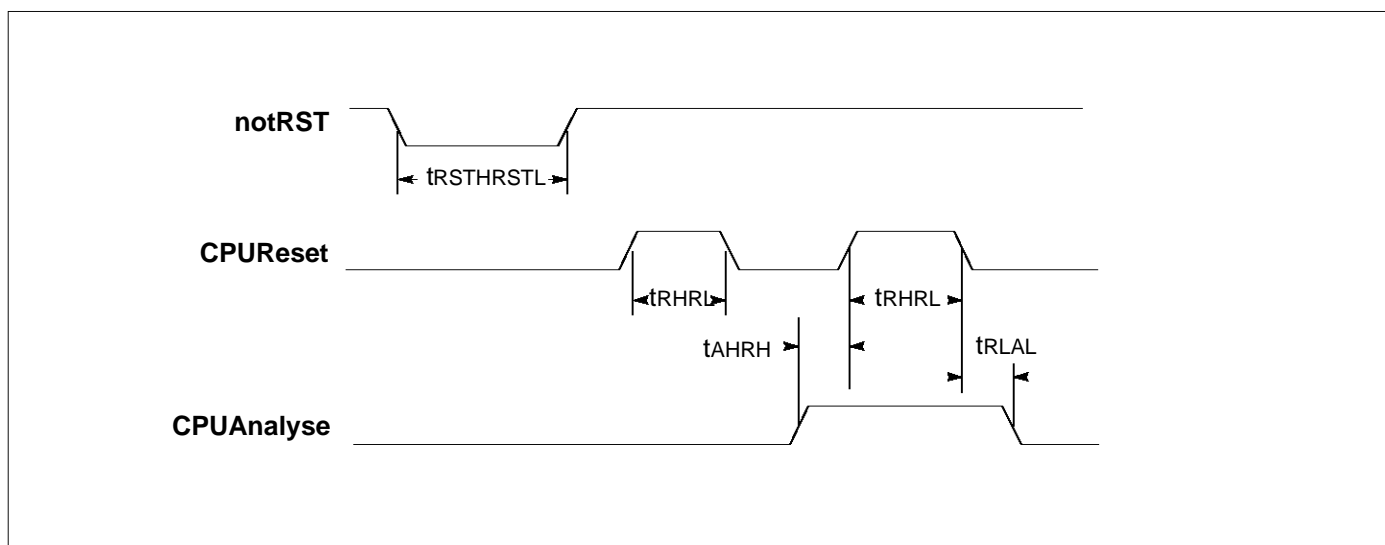 notRST
tRSTHRSTL
CPUReset
tRHRL tRHRL
tAHRH tRLAL
CPUAnalyse